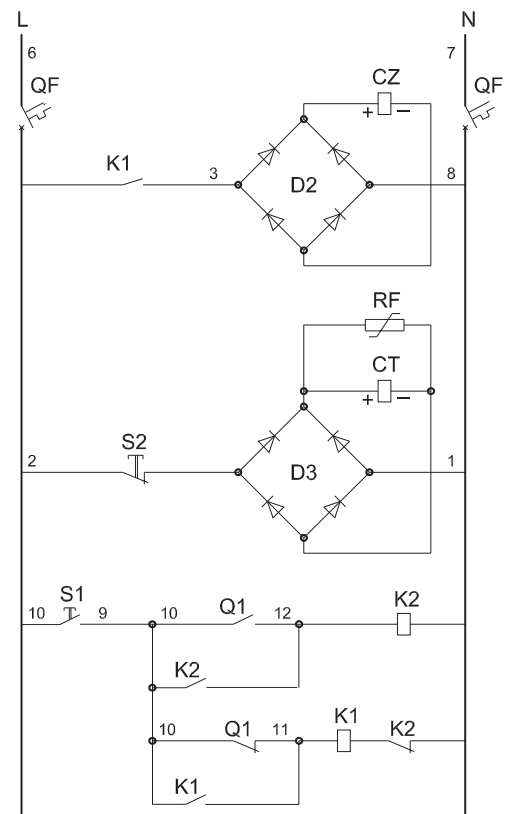 L N
6 7
QF QF
CZ
+ −
K1 3 8
D2
RF
CT
+ −
S2
2 1
D3
S1 K2
10 9 10 Q1 12
K2
10 Q1 11 K1 K2
K1